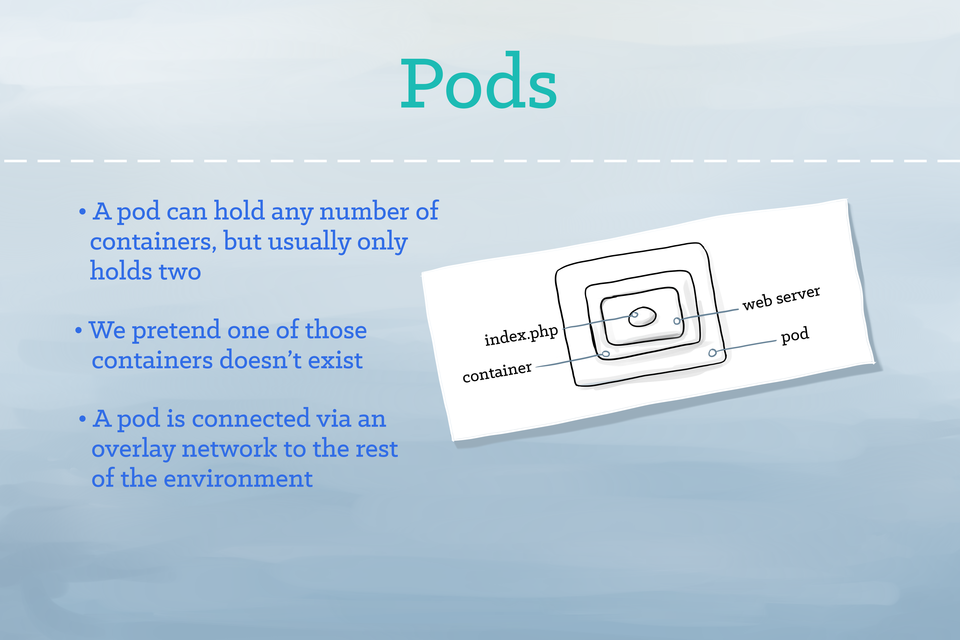 Pods
• A pod can hold any number of
containers, but usually only
holds two
• We pretend one of those
containers doesn’t exist
• A pod is connected via an
overlay network to the rest
of the environment
index.php
container
web server
pod